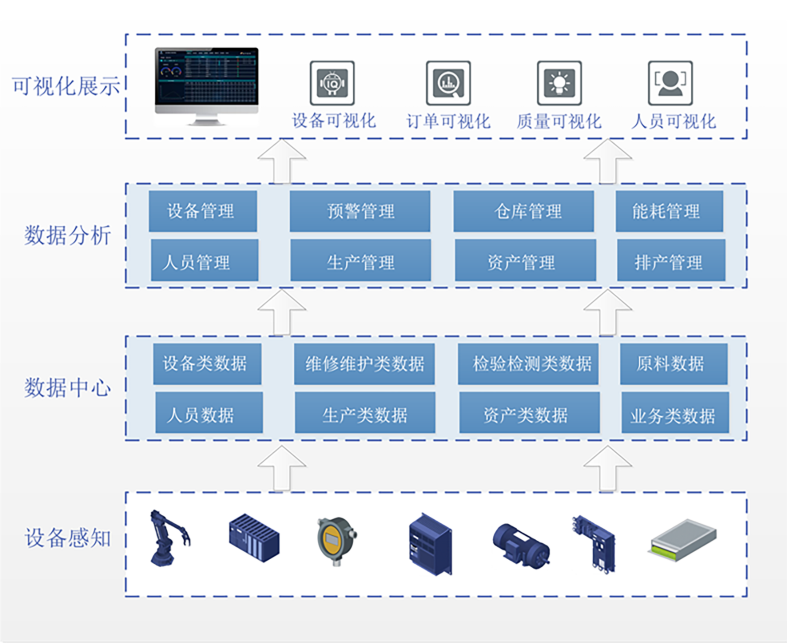 可视化展示
IQ
设备可视化
订单可视化
质量可视化
人员可视化
数据分析
设备管理
预警管理
仓库管理
能耗管理
人员管理
生产管理
资产管理
排产管理
数据中心
设备类数据
维修维护类数据
检验检测类数据
原料数据
人员数据
生产类数据
资产类数据
业务类数据
设备感知